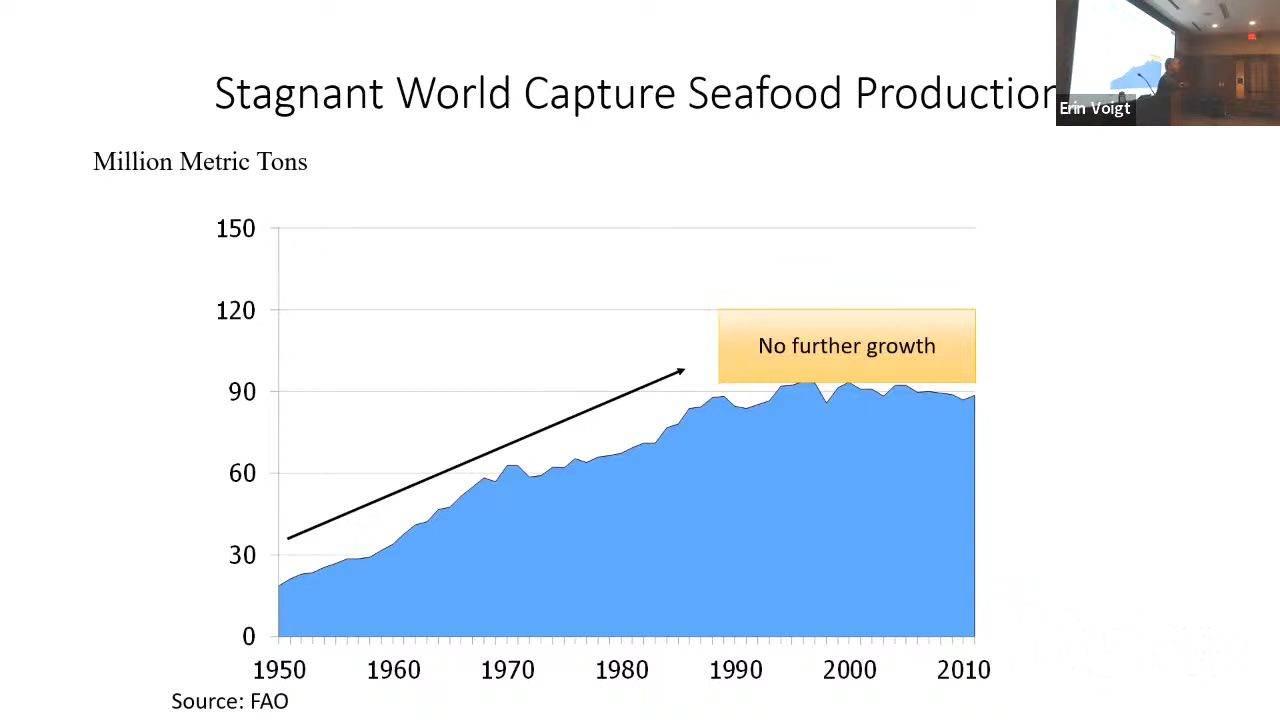 Stagnant World Capture Seafood Production
Erin Voigt
Million Metric Tons
150
120
No further growth
90
60
30
0
1950 1960 1970 1980 1990 2000 2010
Source: FAO